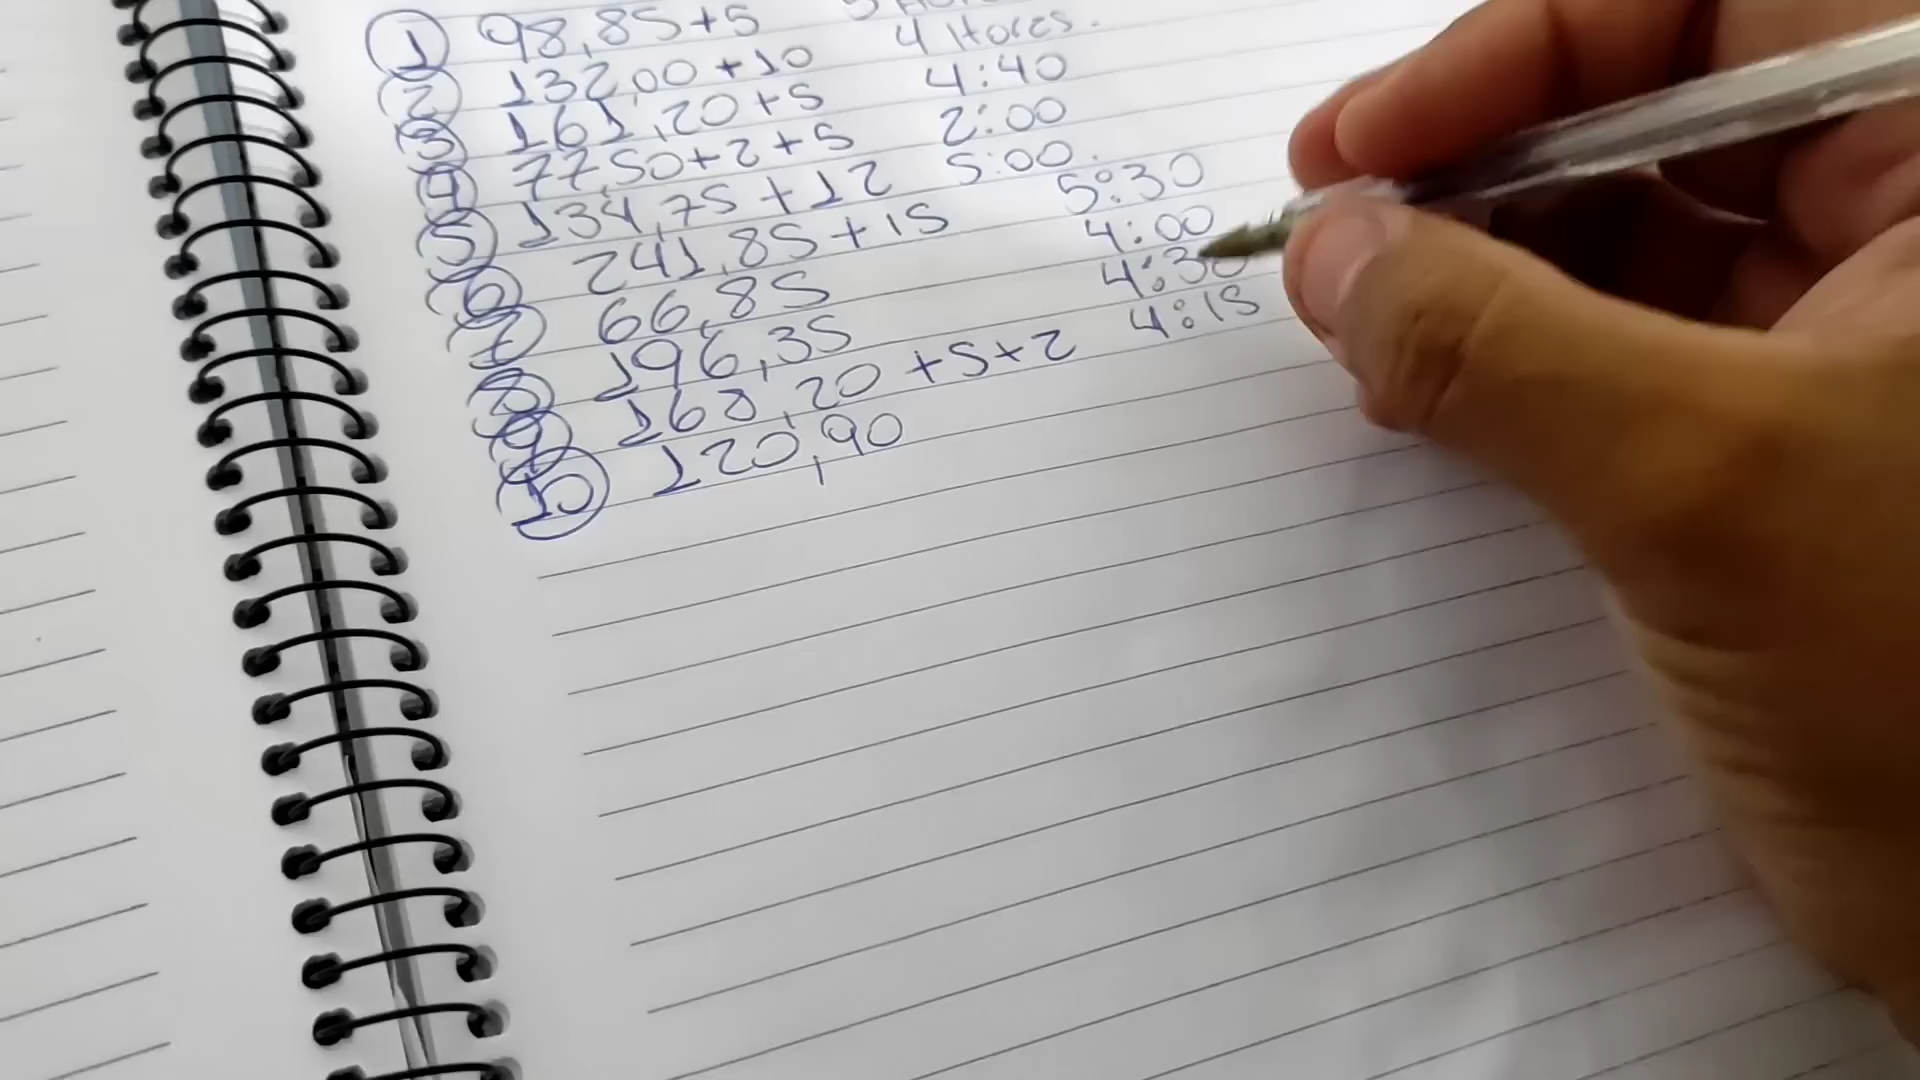 1 98,85+5
2 132,00+10 4 Horas.
3 161,20+5 4:40
4 77,50+2+5 2:00
5 134,75+12 5:00.
6 241,85+15 5:30
7 66,85 4:00
8 196,35 4:30
9 168,20+5+2 4:15
10 120,90